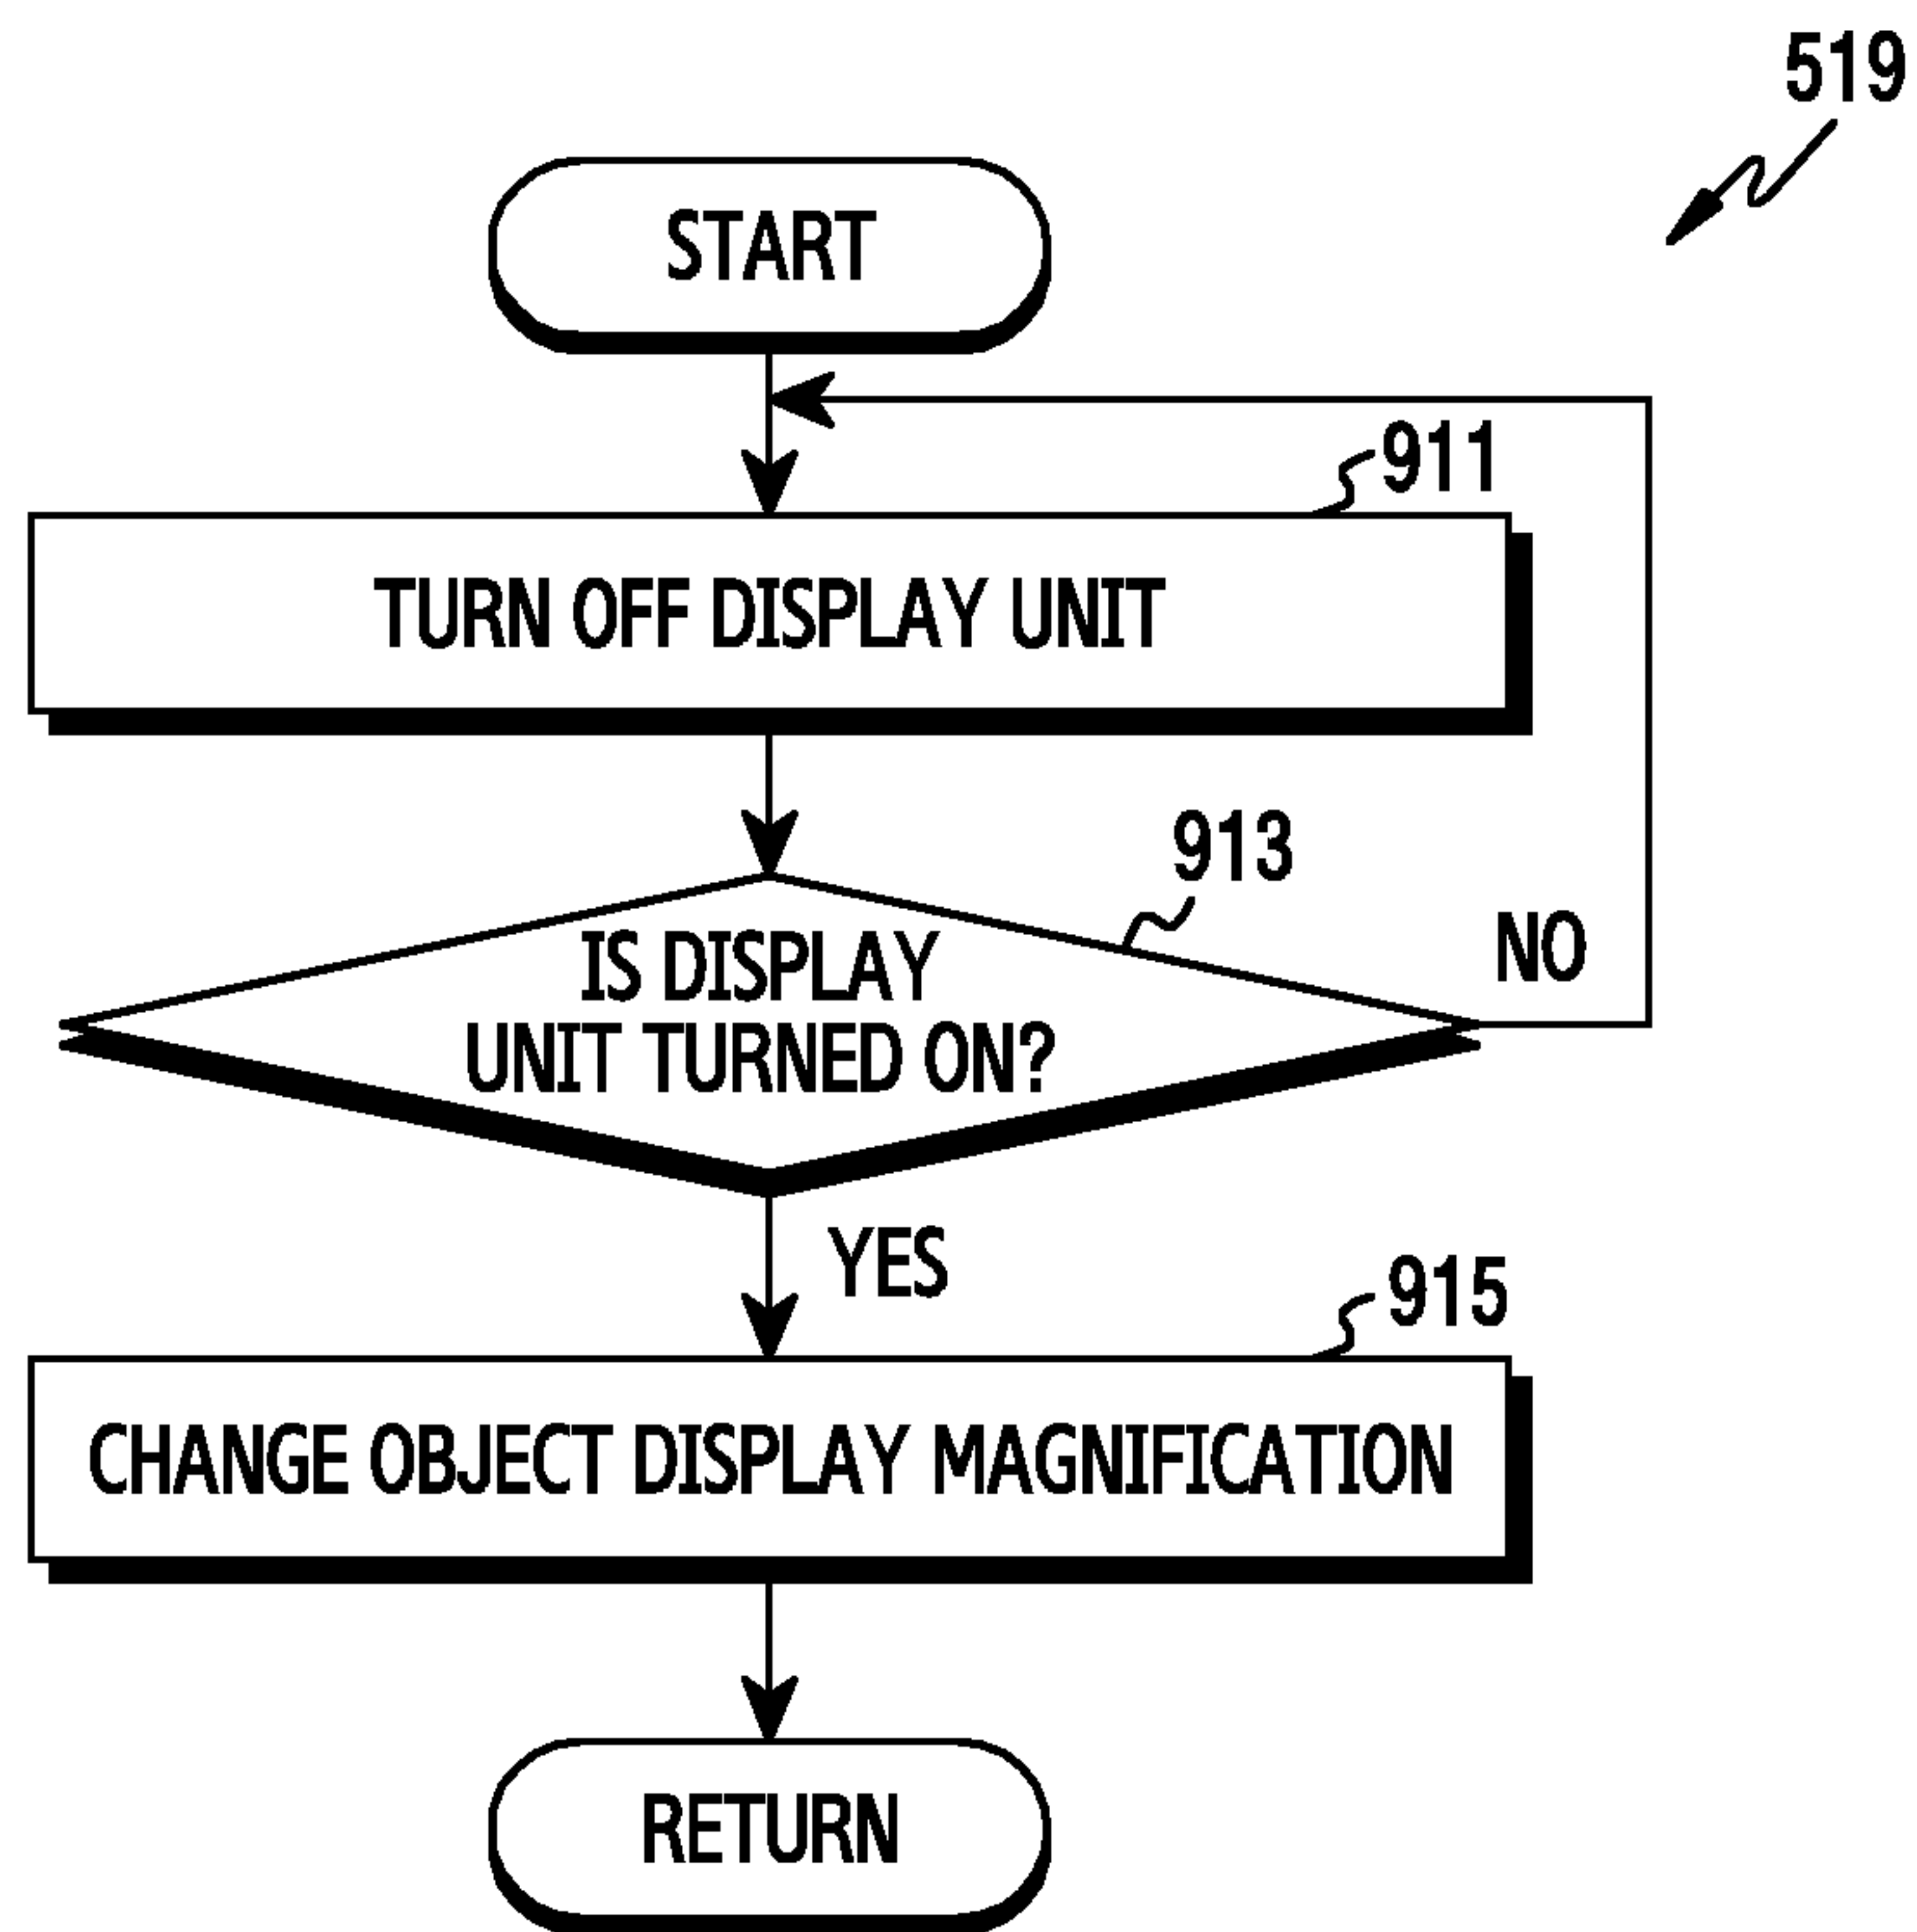 519
START
911
TURN OFF DISPLAY UNIT
913
IS DISPLAY
UNIT TURNED ON?
NO
YES
915
CHANGE OBJECT DISPLAY MAGNIFICATION
RETURN